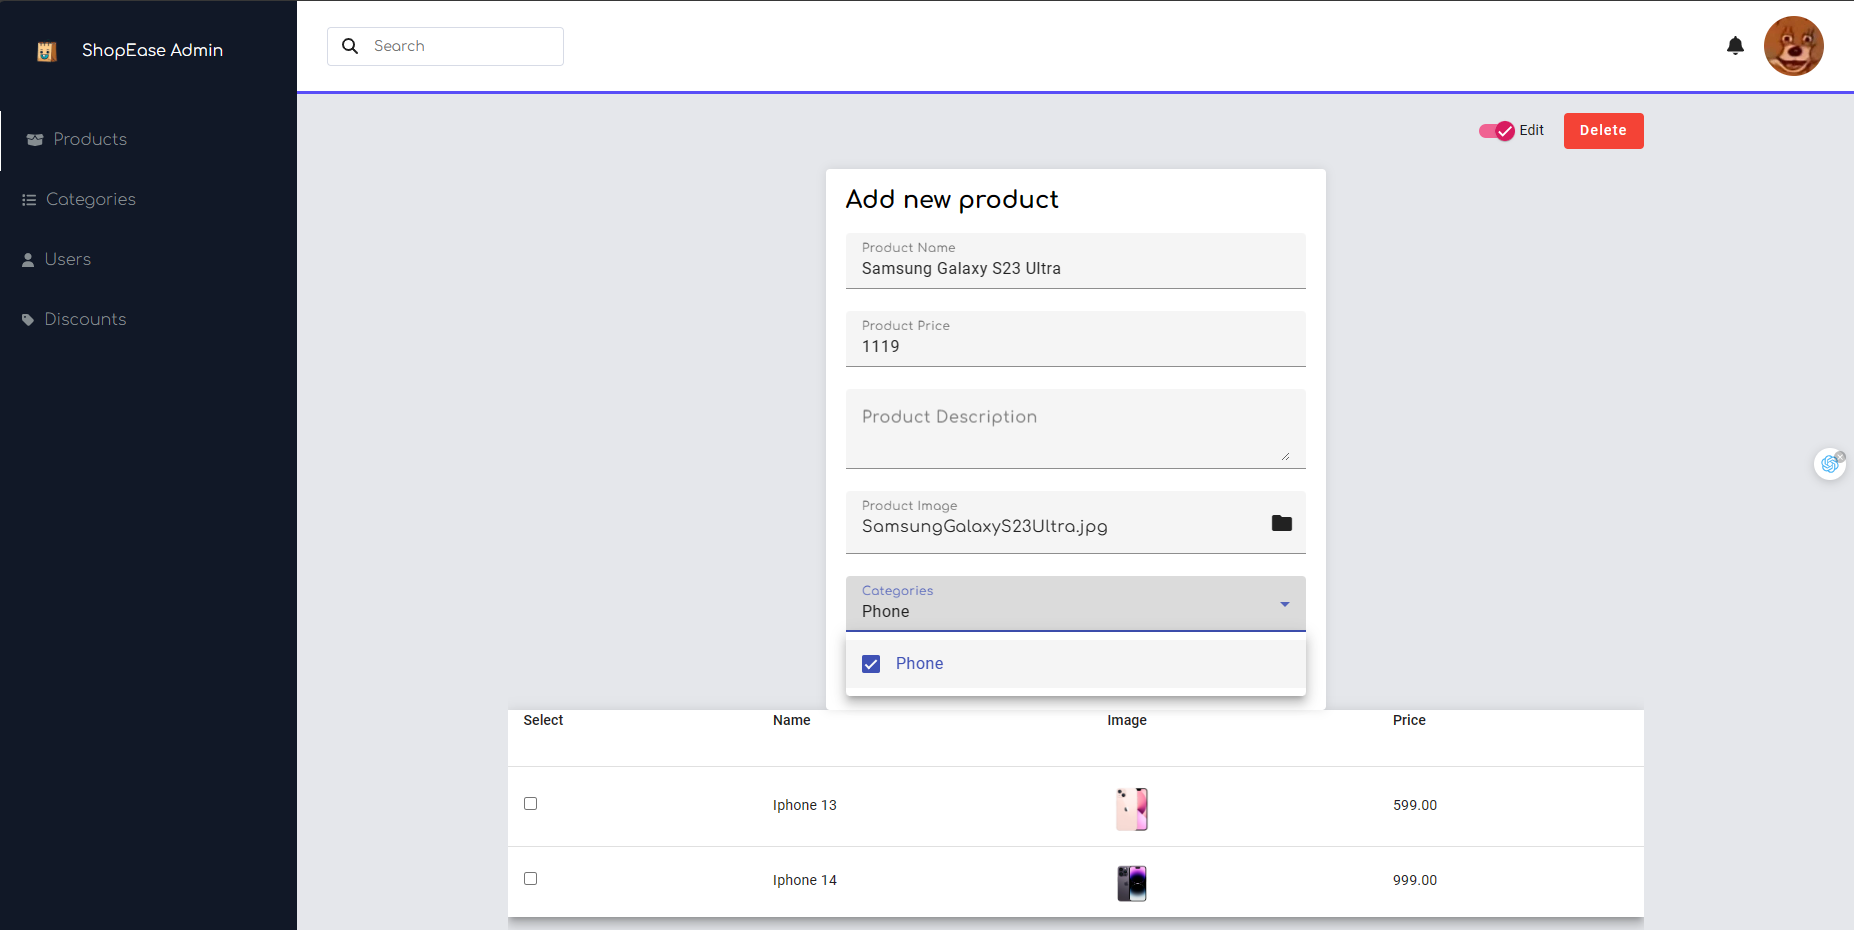 ShopEase Admin
Search
Products
Categories
Users
Discounts
Edit
Delete
Add new product
Product Name
Samsung Galaxy S23 Ultra
Product Price
1119
Product Description
Product Image
SamsungGalaxyS23Ultra.jpg
Categories
Phone
Phone
Select Name Image Price
Iphone 13 599.00
Iphone 14 999.00